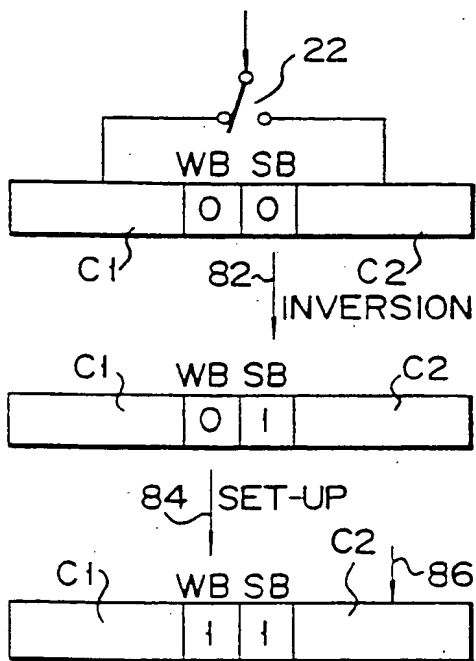 22
WB SB
0 0
C1 82 C2
INVERSION
C1 WB SB C2
0 1
84 SET-UP
C1 WB SB C2 86
1 1